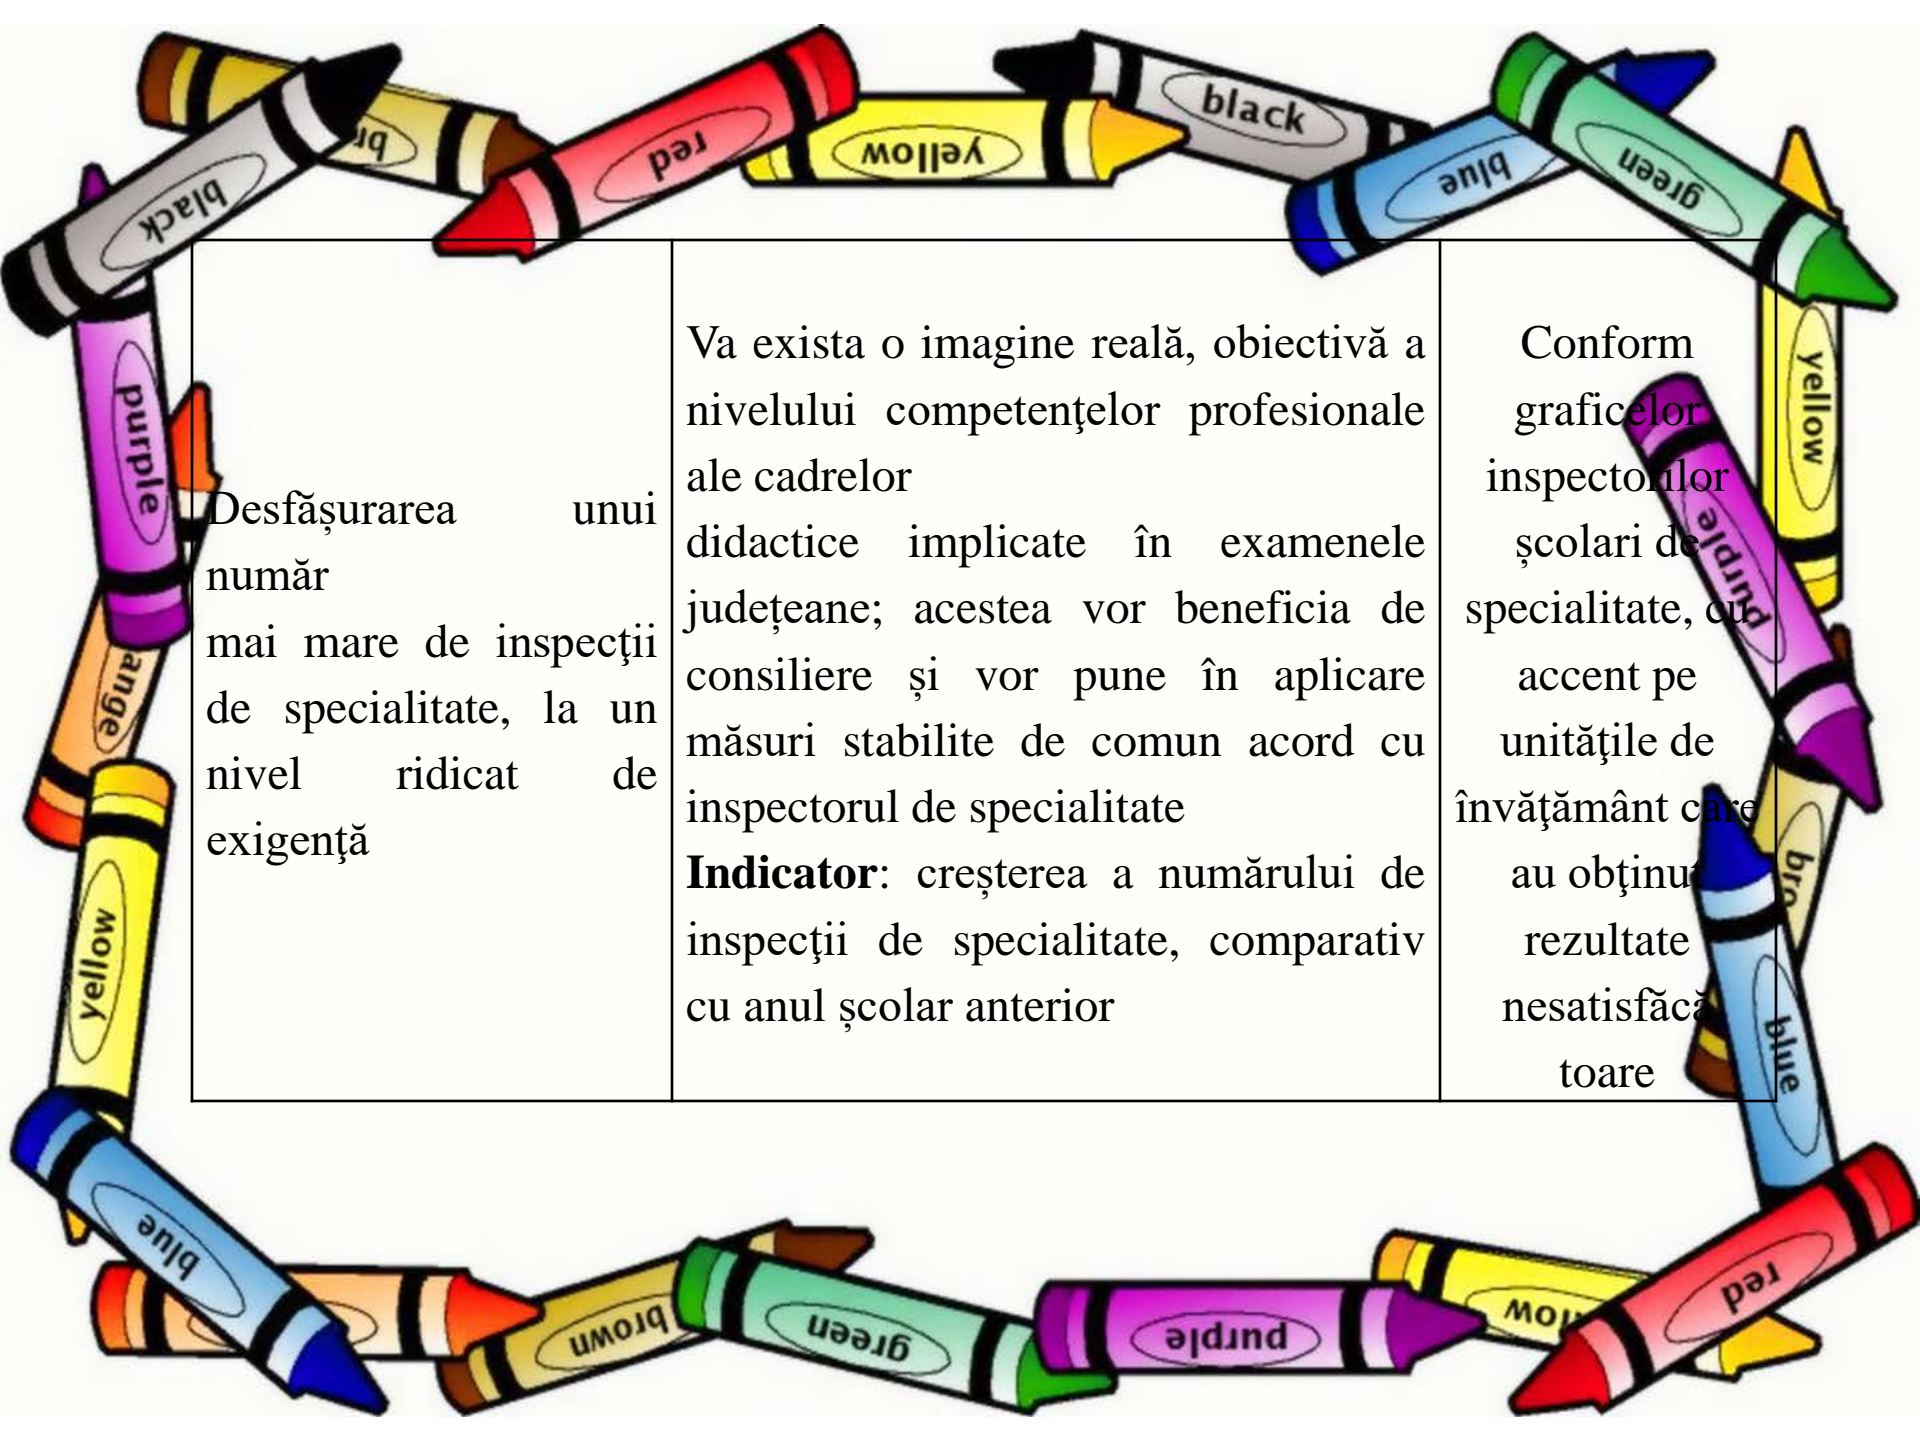 black
br
red
yellow
black
blue
green
purple
yellow
purple
ange
bro
yellow
blue
blue
brown
green
purple
low
red
Desfășurarea unui
număr
mai mare de inspecţii
de specialitate, la un
nivel ridicat de
exigenţă
Va exista o imagine reală, obiectivă a
nivelului competenţelor profesionale
ale cadrelor
didactice implicate în examenele
județeane; acestea vor beneficia de
consiliere și vor pune în aplicare
măsuri stabilite de comun acord cu
inspectorul de specialitate
Indicator: creșterea a numărului de
inspecţii de specialitate, comparativ
cu anul școlar anterior
Conform
graficelor
inspectorilor
școlari de
specialitate, cu
accent pe
unităţile de
învăţământ care
au obţinut
rezultate
nesatisfăcă
toare